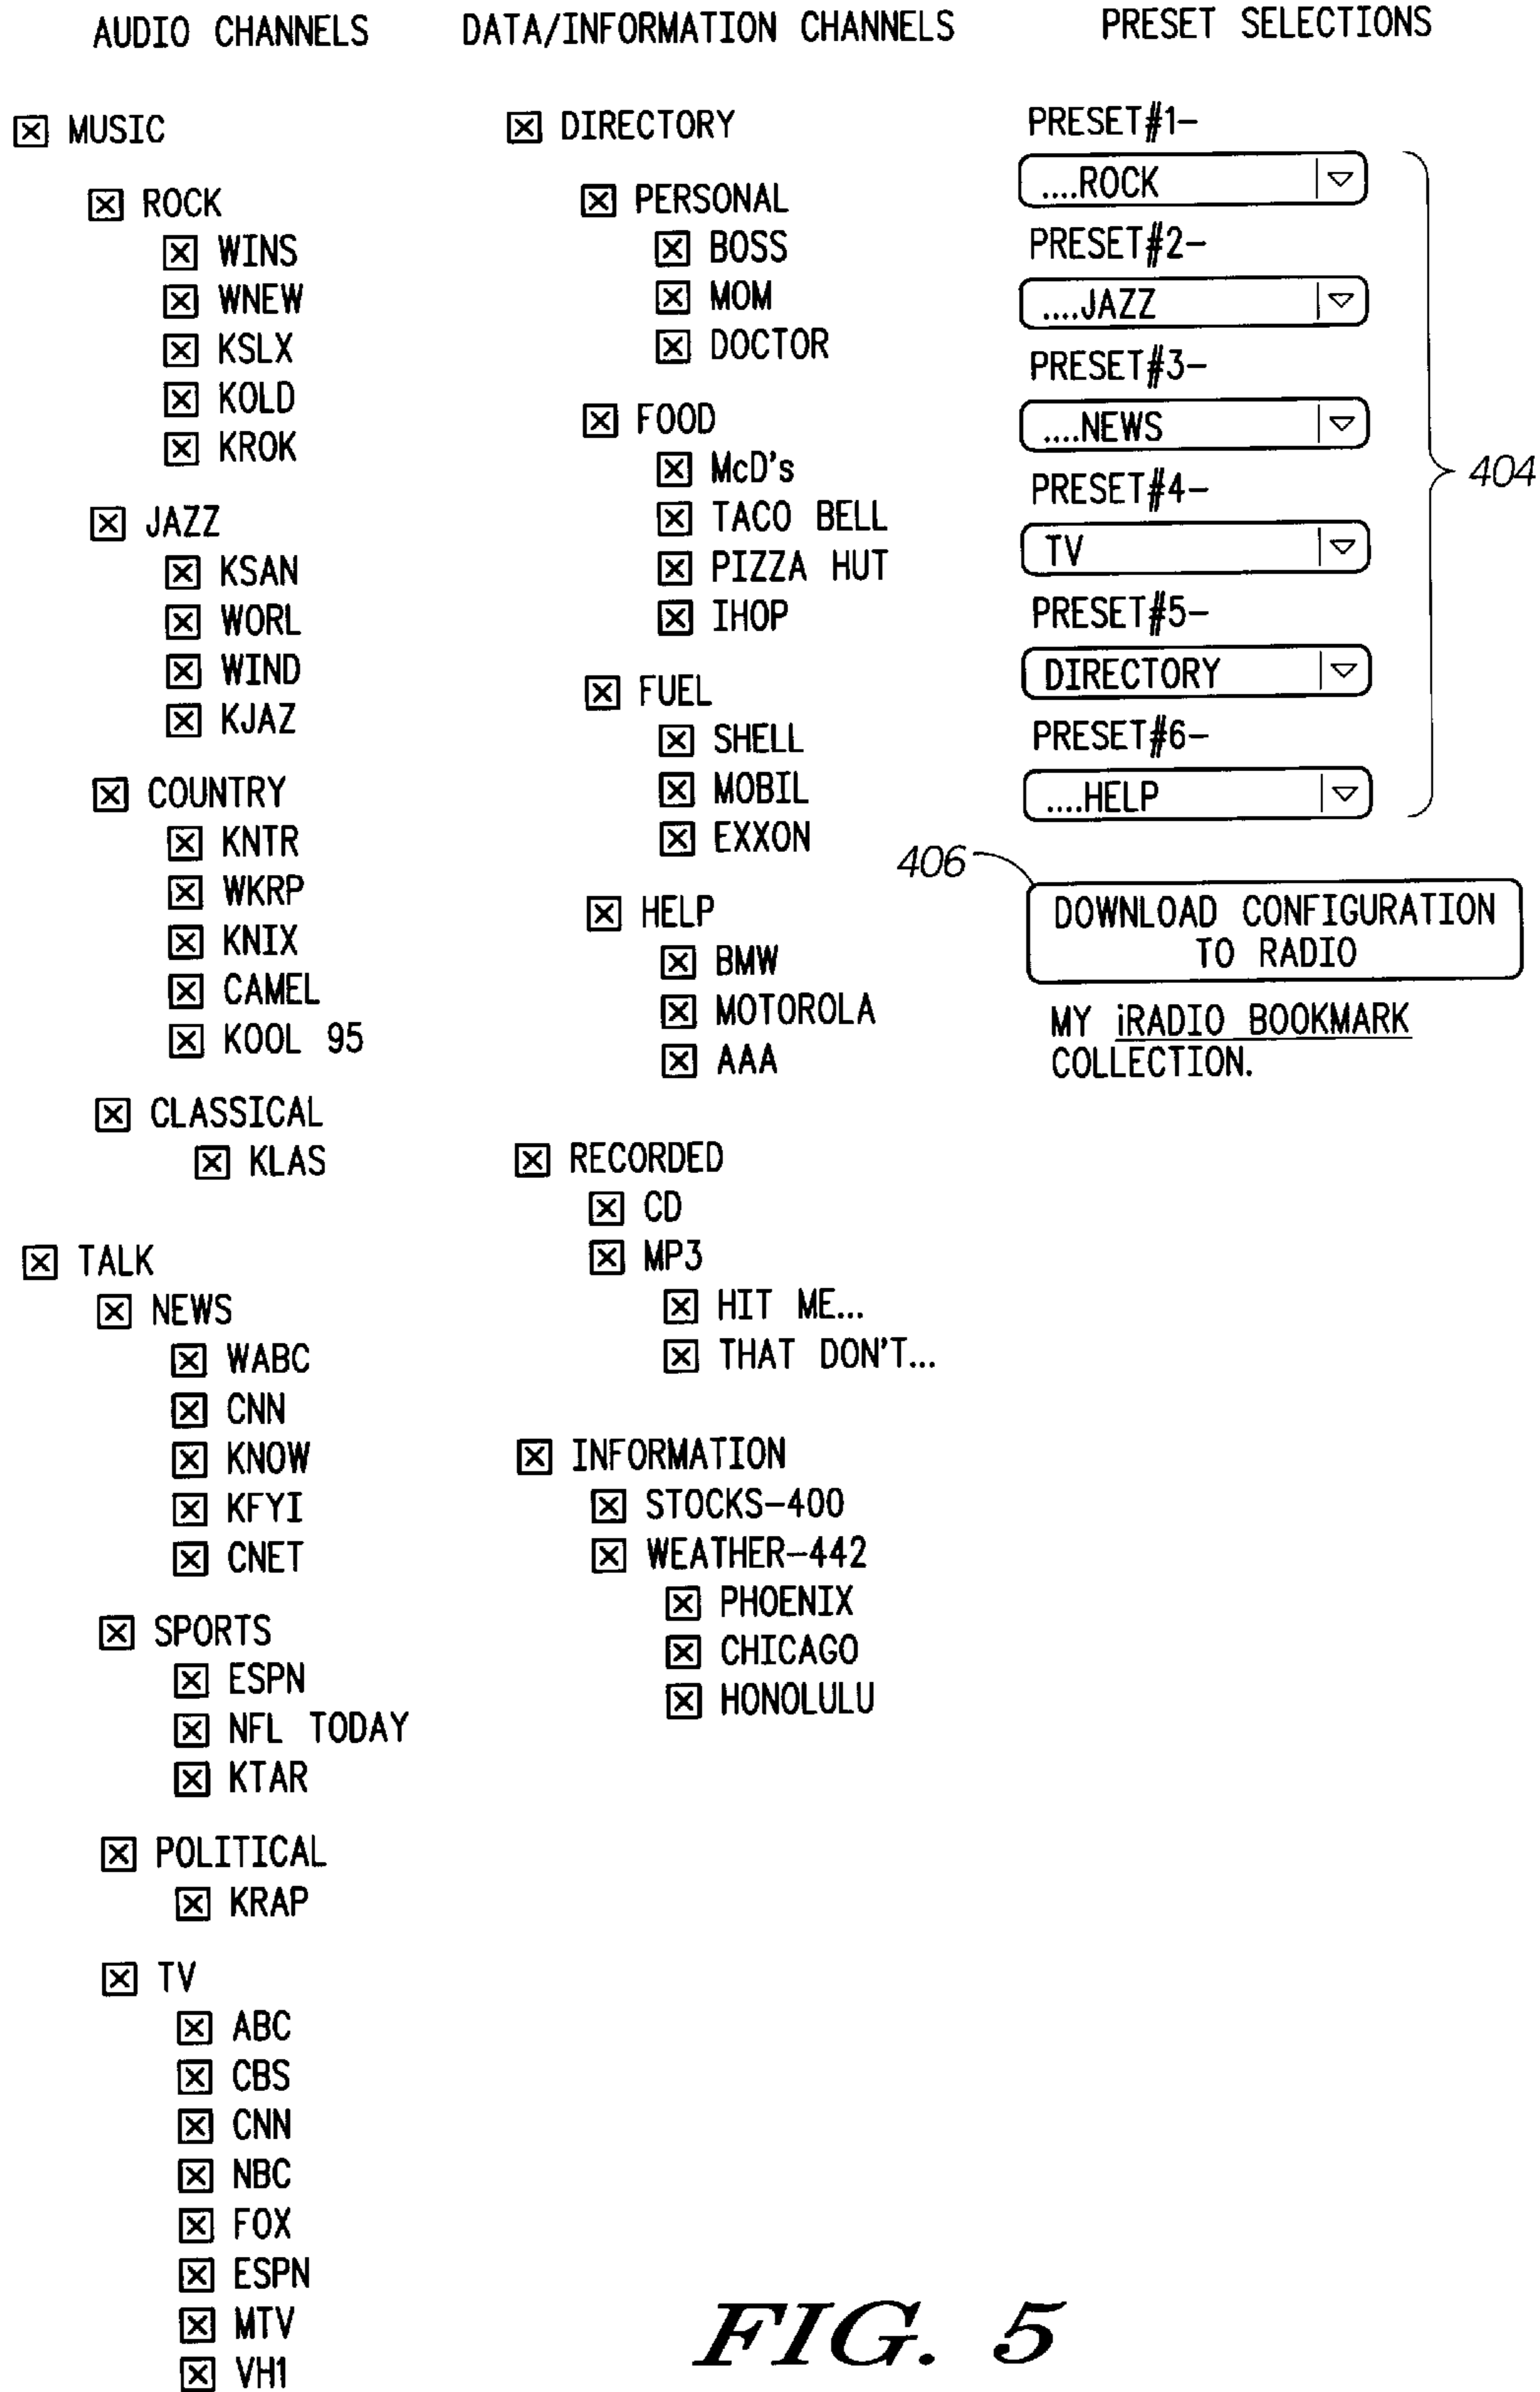 AUDIO CHANNELS
MUSIC
ROCK
WINS
WNEW
KSLX
KOLD
KROK
JAZZ
KSAN
WORL
WIND
KJAZ
COUNTRY
KNTR
WKRP
KNIX
CAMEL
KOOL 95
CLASSICAL
KLAS
TALK
NEWS
WABC
CNN
KNOW
KFYI
CNET
SPORTS
ESPN
NFL TODAY
KTAR
POLITICAL
KRAP
TV
ABC
CBS
CNN
NBC
FOX
ESPN
MTV
VH1
DATA/INFORMATION CHANNELS
DIRECTORY
PERSONAL
BOSS
MOM
DOCTOR
FOOD
McD's
TACO BELL
PIZZA HUT
IHOP
FUEL
SHELL
MOBIL
EXXON
HELP
BMW
MOTOROLA
AAA
RECORDED
CD
MP3
HIT ME...
THAT DON'T...
INFORMATION
STOCKS-400
WEATHER-442
PHOENIX
CHICAGO
HONOLULU
PRESET SELECTIONS
PRESET#1-
....ROCK
PRESET#2-
....JAZZ
PRESET#3-
....NEWS
PRESET#4-
TV
PRESET#5-
DIRECTORY
PRESET#6-
....HELP
404
406
DOWNLOAD CONFIGURATION
TO RADIO
MY iRADIO BOOKMARK
COLLECTION.
FIG. 5